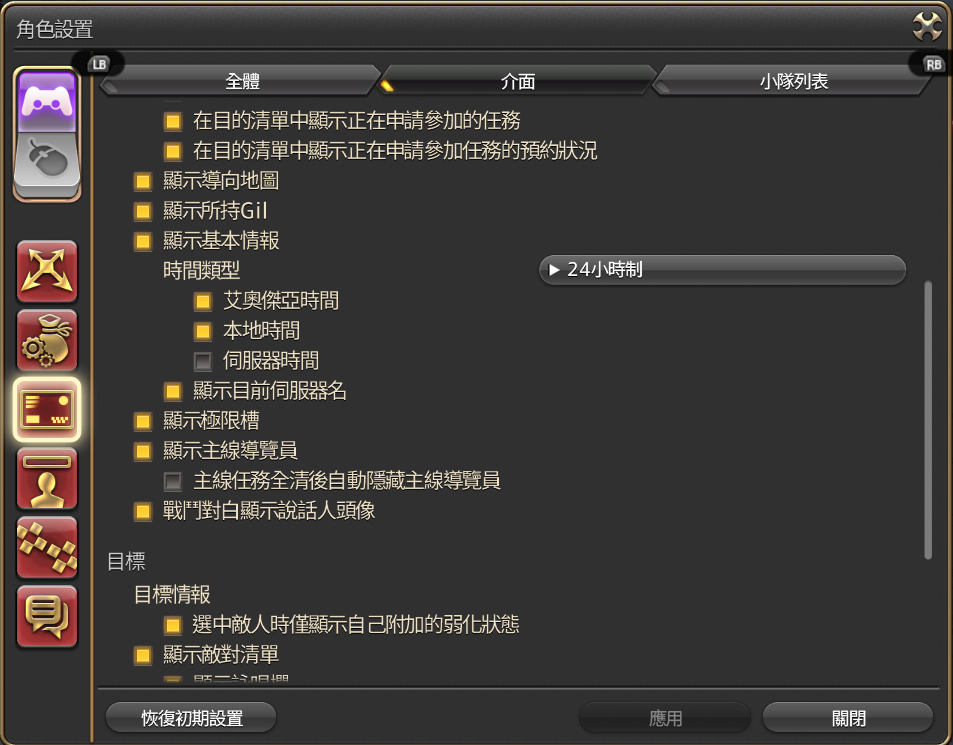 角色設置
LB
RB
全體
介面
小隊列表
在目的清單中顯示正在申請參加的任務
在目的清單中顯示正在申請參加任務的預約狀況
顯示導向地圖
顯示所持Gil
顯示基本情報
時間類型
24小時制
艾奧傑亞時間
本地時間
伺服器時間
顯示目前伺服器名
顯示極限槽
顯示主線導覽員
主線任務全清後自動隱藏主線導覽員
戰鬥對白顯示說話人頭像
目標
目標情報
選中敵人時僅顯示自己附加的弱化狀態
顯示敵對清單
顯示詠唱欄
恢復初期設置
應用
關閉